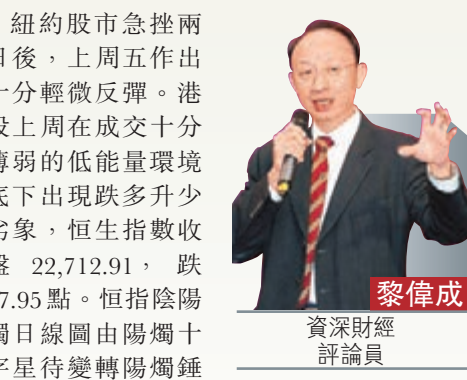 紐約股市急挫兩
日後，上周五作出
十分輕微反彈。港
股上周在成交十分
薄弱的低能量環境
底下出現跌多升少
劣象，恒生指數收
盤 22,712.91， 跌
7.95點。恒指陰陽
燭日線圖由陽燭十
字星待變轉陽燭錘
黎偉成
資深財經
評論員